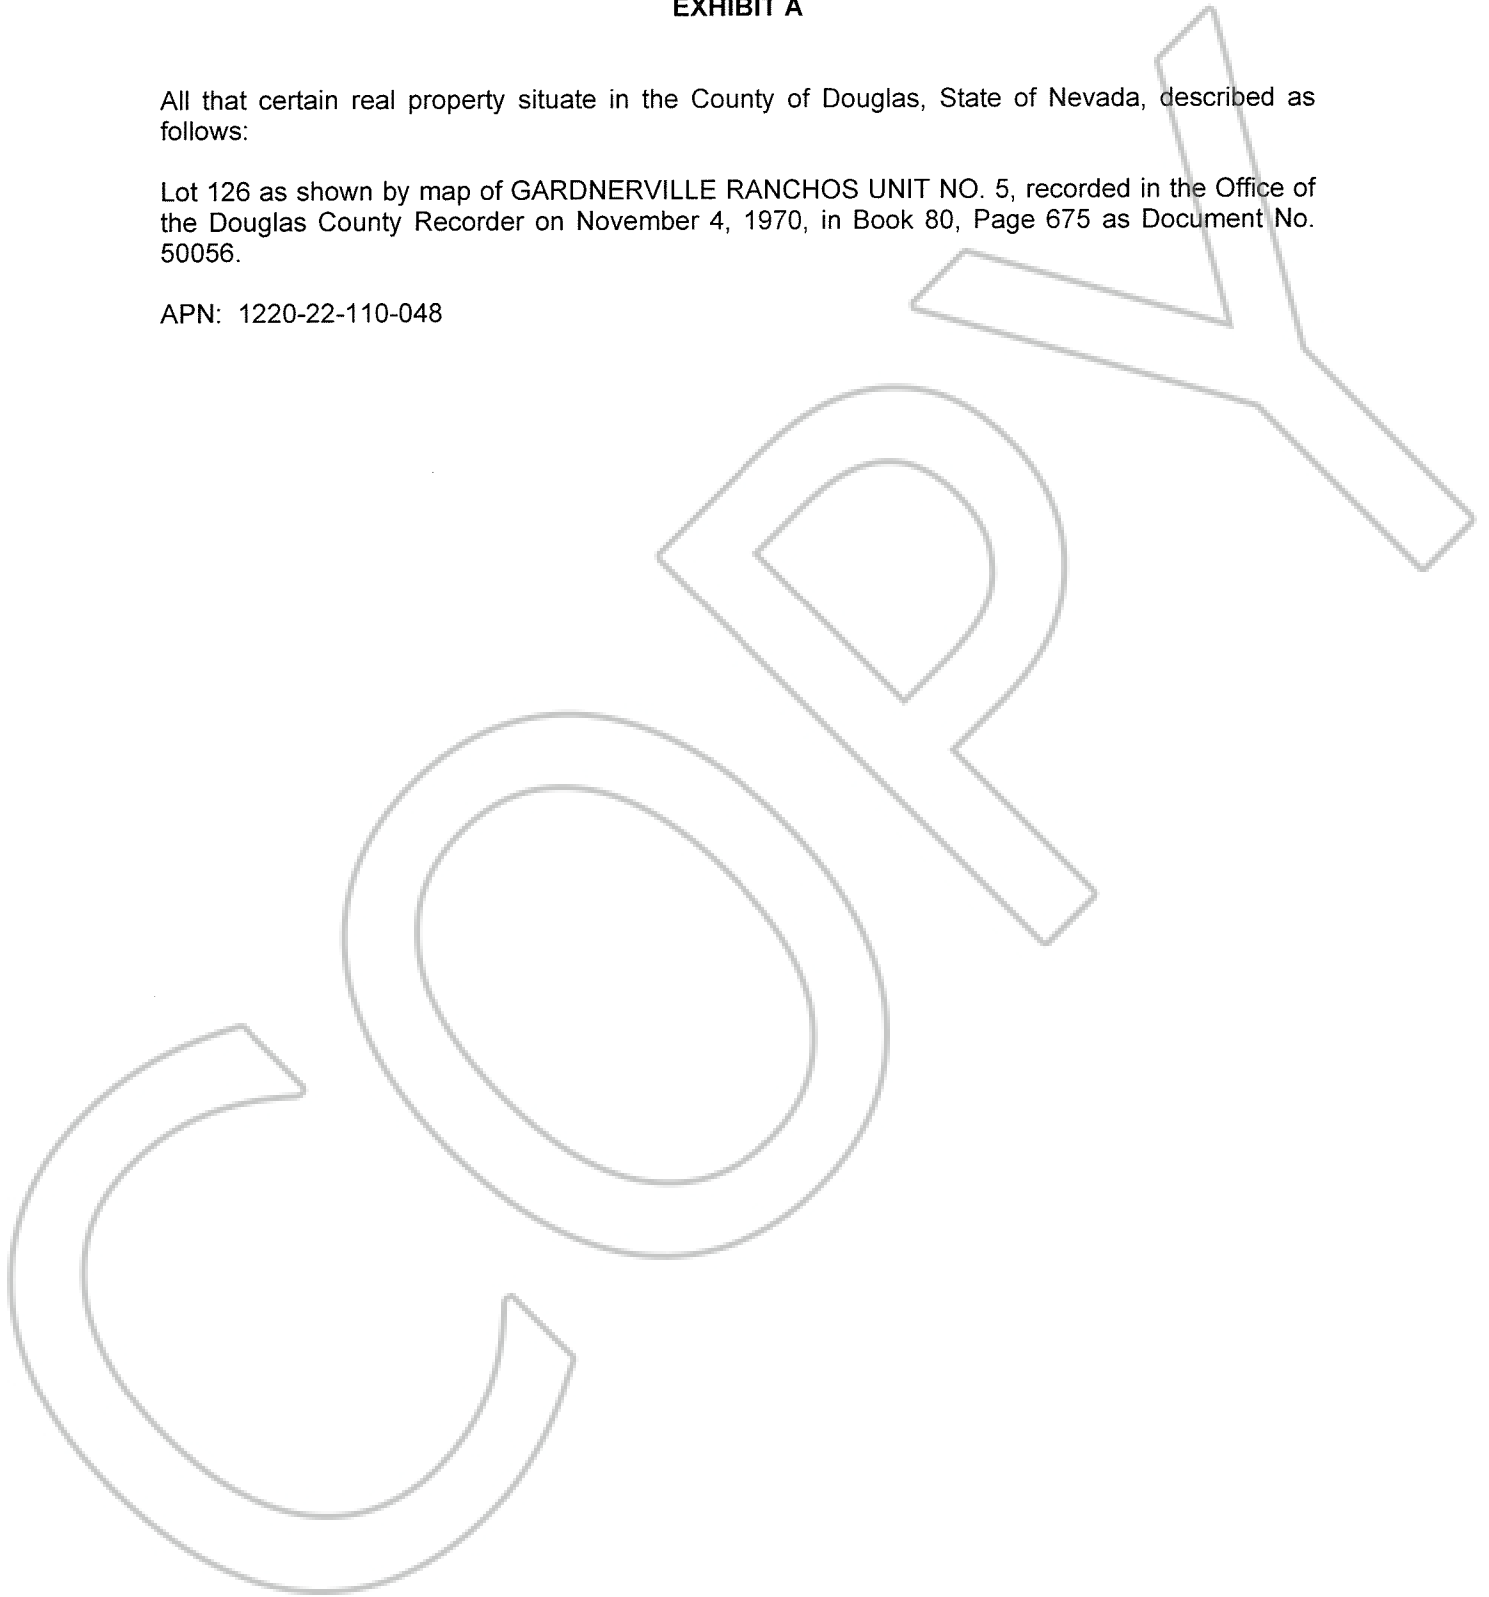 EXHIBIT A
All that certain real property situate in the County of Douglas, State of Nevada, described as
follows:
Lot 126 as shown by map of GARDNERVILLE RANCHOS UNIT NO. 5, recorded in the Office of
the Douglas County Recorder on November 4, 1970, in Book 80, Page 675 as Document No.
50056.
APN: 1220-22-110-048
COPY